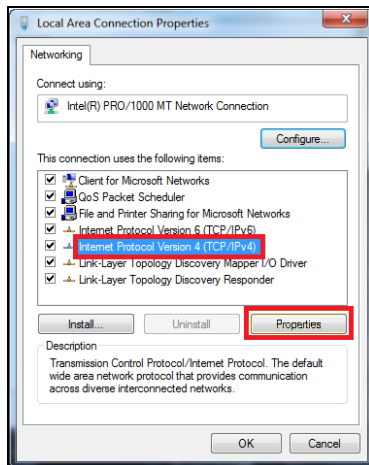 Local Area Connection Properties
Networking
Connect using:
Intel(R) PRO/1000 MT Network Connection
Configure...
This connection uses the following items:
Client for Microsoft Networks
QoS Packet Scheduler
File and Printer Sharing for Microsoft Networks
Internet Protocol Version 6 (TCP/IPv6)
Internet Protocol Version 4 (TCP/IPv4)
Link-Layer Topology Discovery Mapper I/O Driver
Link-Layer Topology Discovery Responder
Install... Uninstall Properties
Description
Transmission Control Protocol/Internet Protocol. The default
wide area network protocol that provides communication
across diverse interconnected networks.
OK Cancel